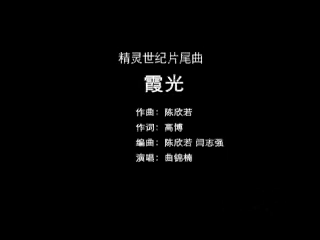 精灵世纪片尾曲
霞光
作曲：陈欣若
作词：高博
编曲：陈欣若 闫志强
演唱：曲锦楠